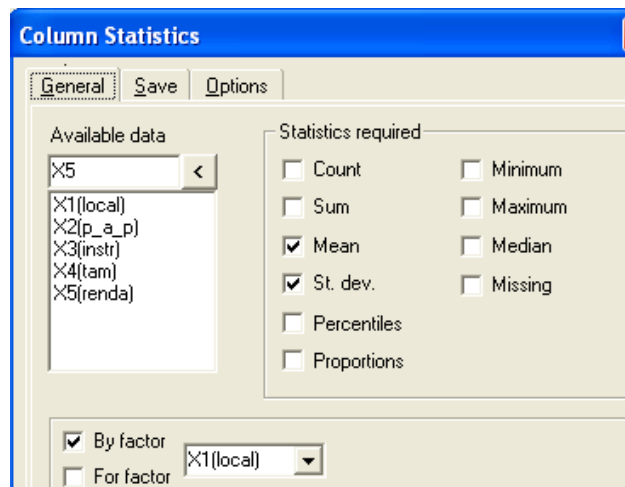 Column Statistics
General Save Options
Available data
X5 <
X1(local)
X2(p_a_p)
X3(instr)
X4(tam)
X5(renda)
Statistics required
Count Minimum
Sum Maximum
Mean Median
St. dev. Missing
Percentiles
Proportions
By factor
X1(local)
For factor